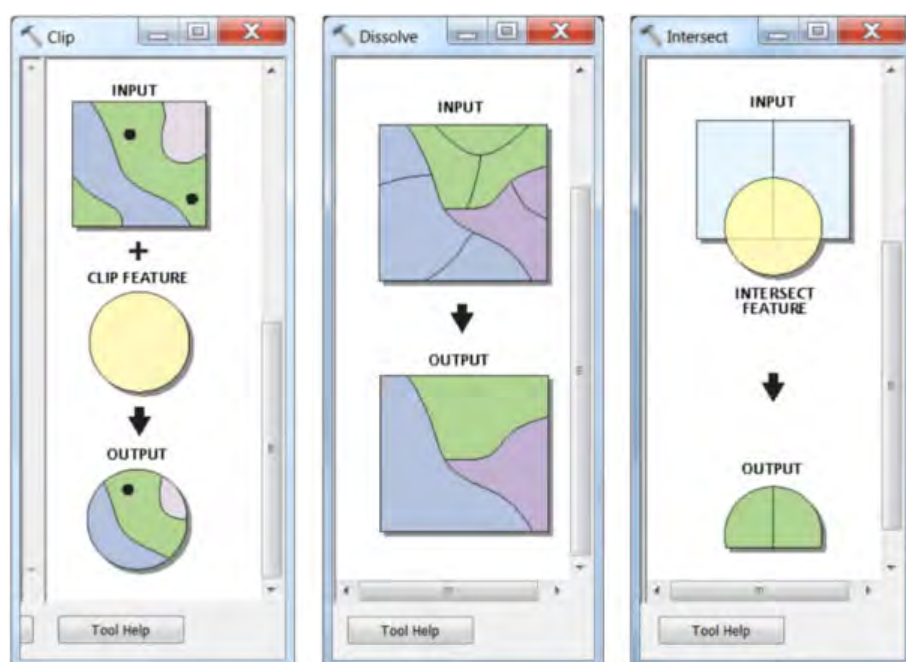 Clip
INPUT
+
CLIP FEATURE
OUTPUT
Tool Help
Dissolve
INPUT
OUTPUT
Tool Help
Intersect
INPUT
INTERSECT
FEATURE
OUTPUT
Tool Help